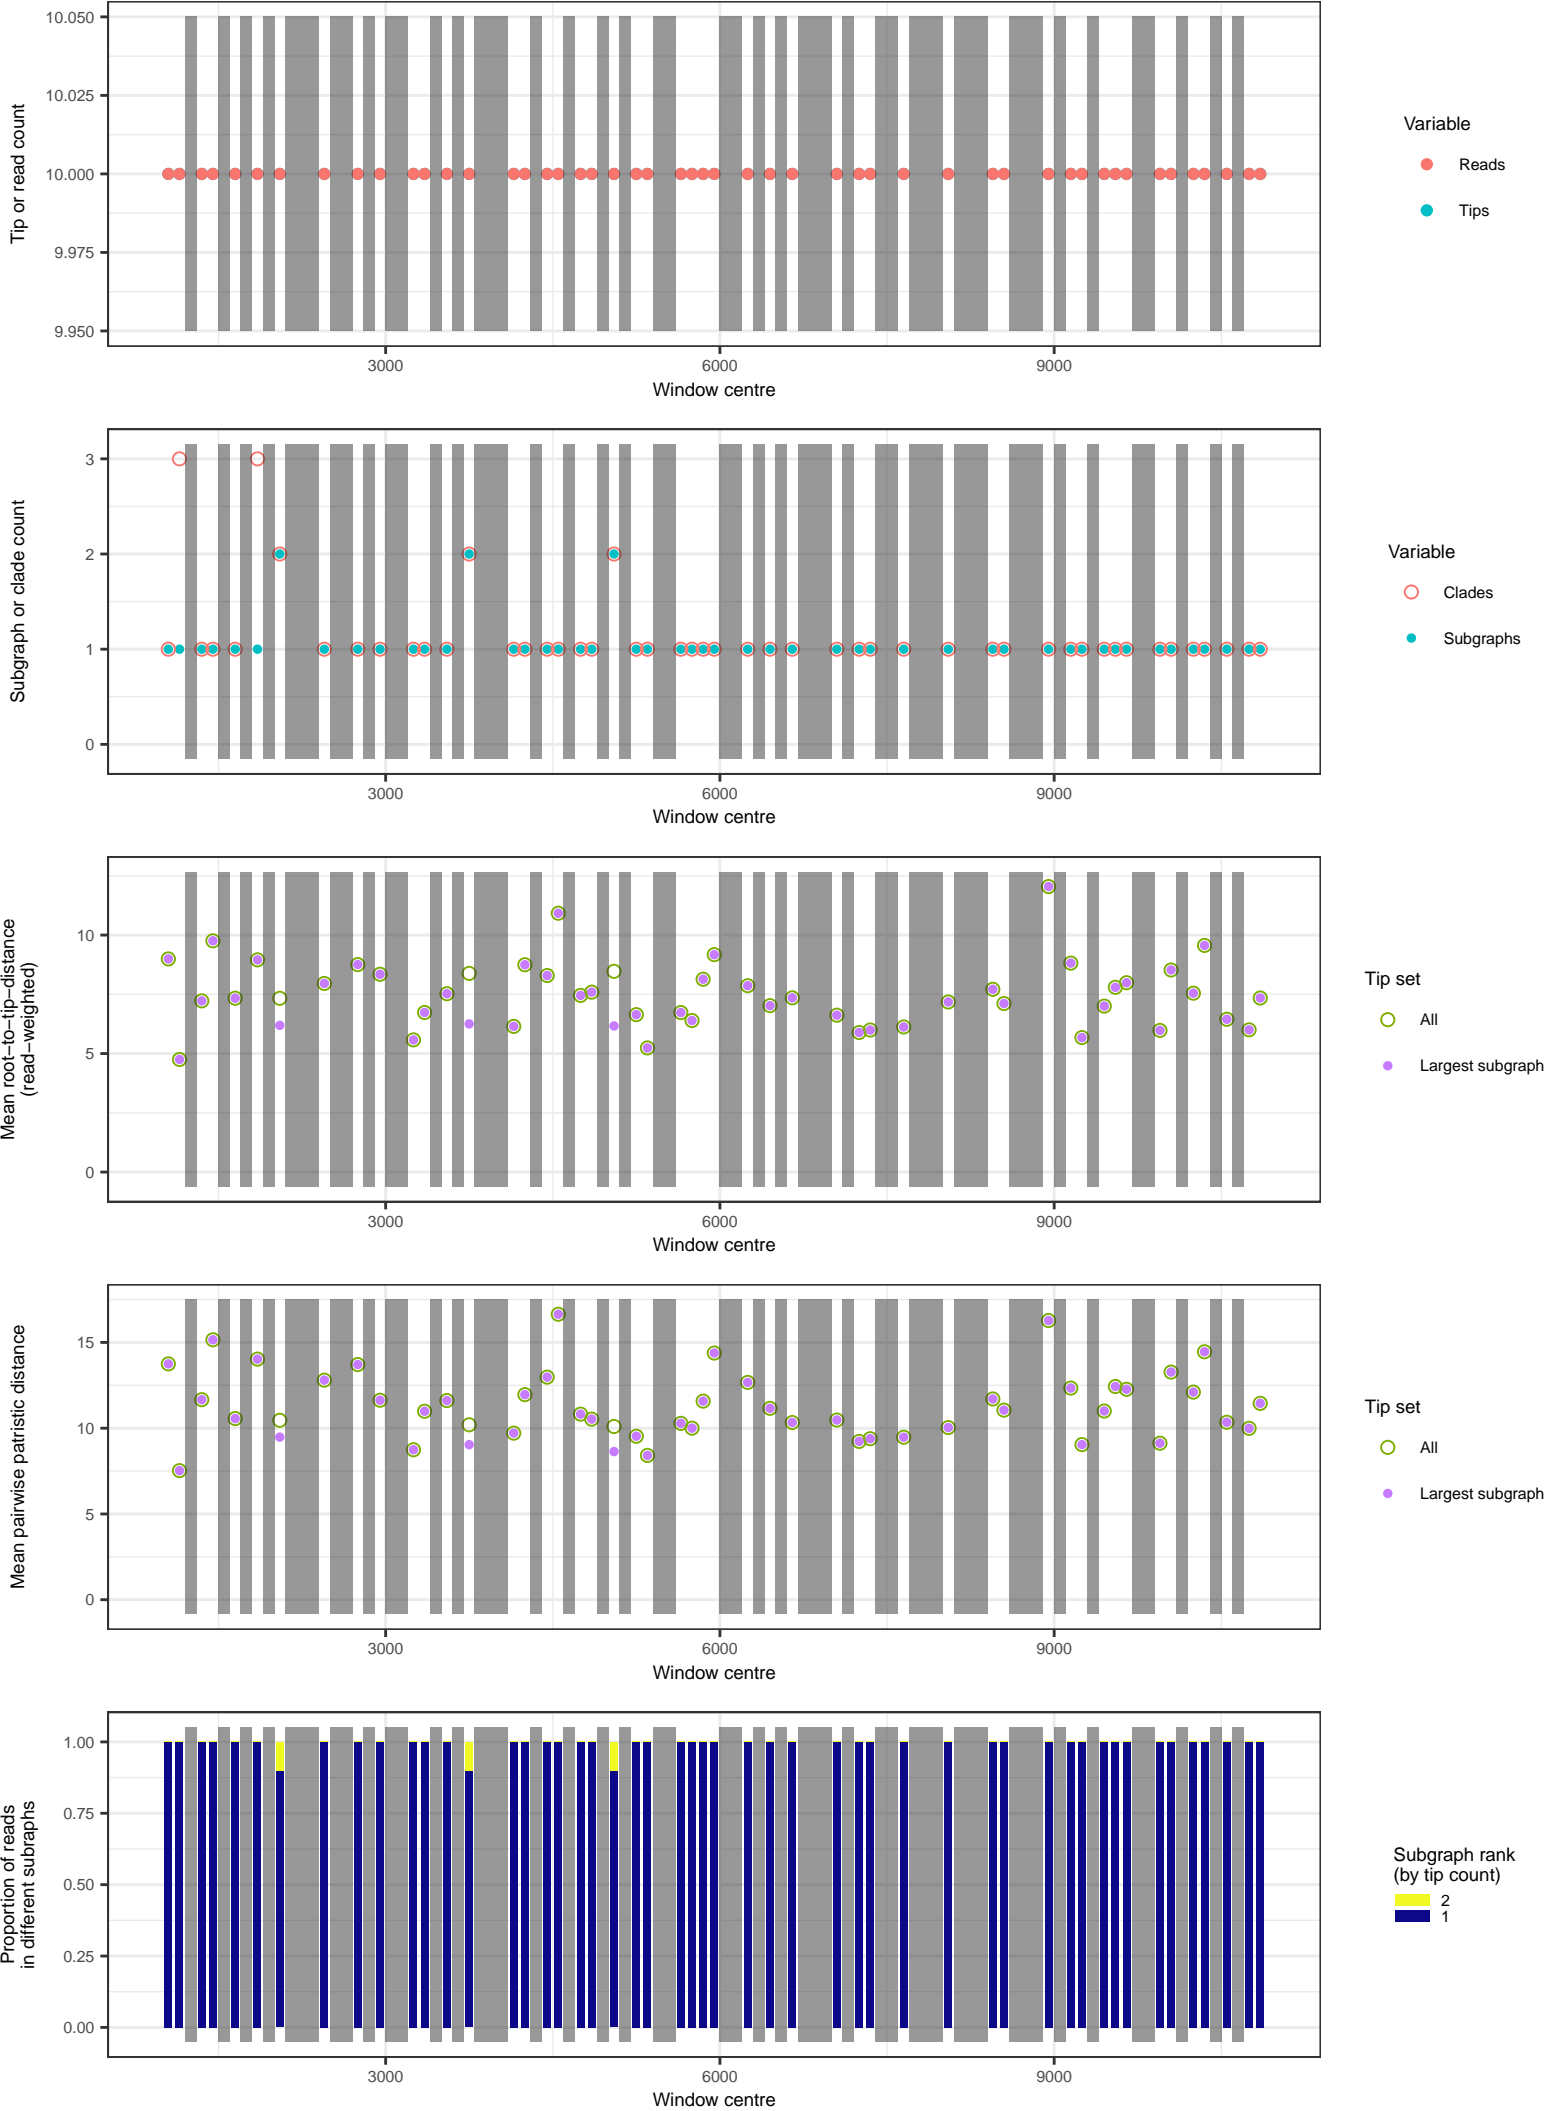 10.050
10.025
10.000
9.975
9.950
Tip or read count
3000
6000
9000
Window centre
Variable
Reads
Tips
3
2
1
0
Subgraph or clade count
3000
6000
9000
Window centre
Variable
Clades
Subgraphs
10
5
0
Mean root−to−tip−distance
(read−weighted)
3000
6000
9000
Window centre
Tip set
All
Largest subgraph
15
10
5
0
Mean pairwise patristic distance
3000
6000
9000
Window centre
Tip set
All
Largest subgraph
1.00
0.75
0.50
0.25
0.00
Proportion of reads
in different subraphs
3000
6000
9000
Window centre
Subgraph rank
(by tip count)
2
1